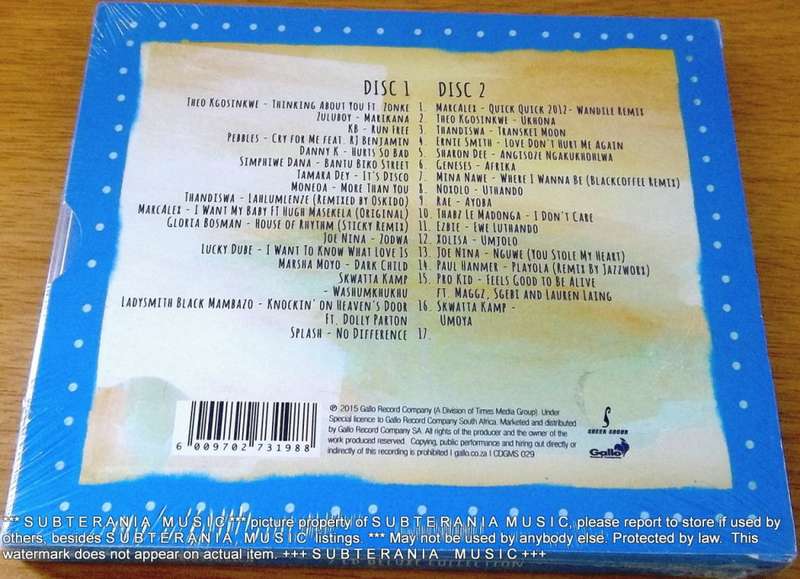 DISC 1 DISC 2
THEO KGOSINKWE - THINKING ABOUT YOU FT. ZONKE 1. MARCALEX - QUICK QUICK 2012- WANDILE REMIX
ZULUBOY - MARIKANA 2. THEO KGOSINKWE - UKHONA
KB - RUN FREE 3. THANDISWA - TRANSKEI MOON
PEBBLES - CRY FOR ME FEAT. RJ BENJAMIN 4. ERNIE SMITH - LOVE DON'T HURT ME AGAIN
DANNY K - HURTS SO BAD 5. SHARON DEE - ANGISOZE NGAKUKHOHLWA
SIMPHIWE DANA - BANTU BIKO STREET 6. GENESES - AFRIKA
TAMARA DEY - IT'S DISCO 7. MINA NAWE - WHERE I WANNA BE (BLACKCOFFEE REMIX)
MONEOA - MORE THAN YOU 8. NOXOLO - UTHANDO
THANDISWA - LAHLUMLENZE (REMIXED BY OSKIDO) 9. RAE - AYOBA
MARCALEX - I WANT MY BABY FT HUGH MASEKELA (ORIGINAL) 10. THABZ LE MADONGA - I DON'T CARE
GLORIA BOSMAN - HOUSE OF RHYTHM (STICKY REMIX) 11. EZBIE - EWE LUTHANDO
JOE NINA - ZODWA 12. XOLISA - UMJOLO
LUCKY DUBE - I WANT TO KNOW WHAT LOVE IS 13. JOE NINA - NGUWE (YOU STOLE MY HEART)
MARSHA MOYO - DARK CHILD 14. PAUL HANMER - PLAYOLA (REMIX BY JAZZWORX)
SKWATTA KAMP 15. PRO KID - FEELS GOOD TO BE ALIVE
- WASHUMKHUKHU FT. MAGGZ, SGEBI AND LAUREN LAING
LADYSMITH BLACK MAMBAZO - KNOCKIN' ON HEAVEN'S DOOR 16. SKWATTA KAMP -
FT. DOLLY PARTON UMOYA
SPLASH - NO DIFFERENCE 17.
6 009702 731988
℗ 2015 Gallo Record Company (A Division of Times Media Group). Under
Special licence to Gallo Record Company South Africa. Marketed and distributed
by Gallo Record Company SA. All rights of the producer and the owner of the
work produced reserved. Copying, public performance and hiring out directly or
indirectly of this recording is prohibited I gallo.co.za I CDGMS 029
SHEER SOUND
Gallo
*** S U B T E R A N I A M U S I C *** picture property of S U B T E R A N I A M U S I C, please report to store if used by
others, besides S U B T E R A N I A, M U S I C listings. *** May not be used by anybody else. Protected by law. This
watermark does not appear on actual item. +++ S U B T E R A N I A M U S I C +++
2 CD DELUXE COLLECTION